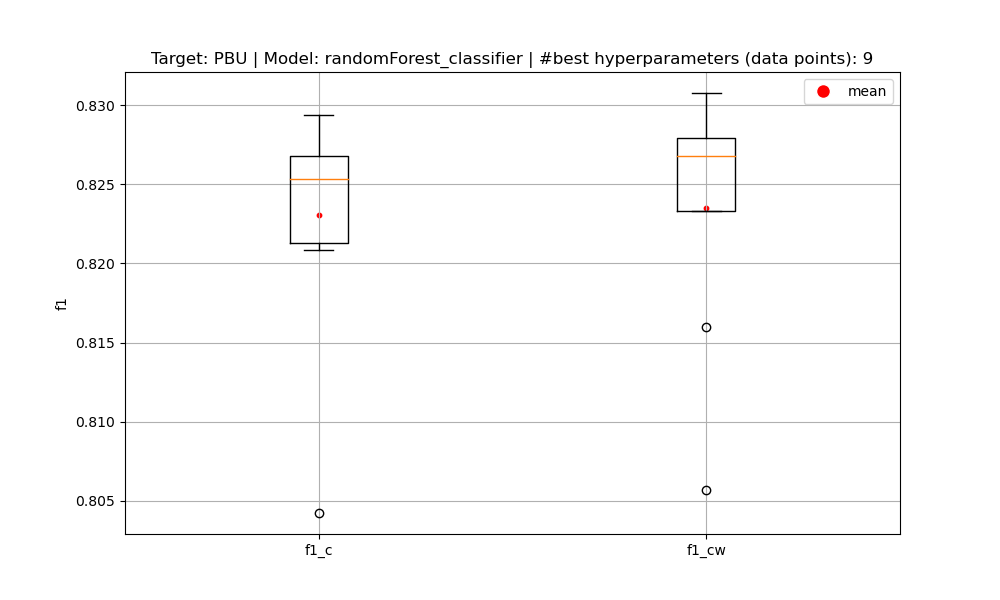 Target: PBU | Model: randomForest_classifier | #best hyperparameters (data points): 9
mean
0.830
0.825
0.820
0.815
0.810
0.805
f1
f1_c
f1_cw